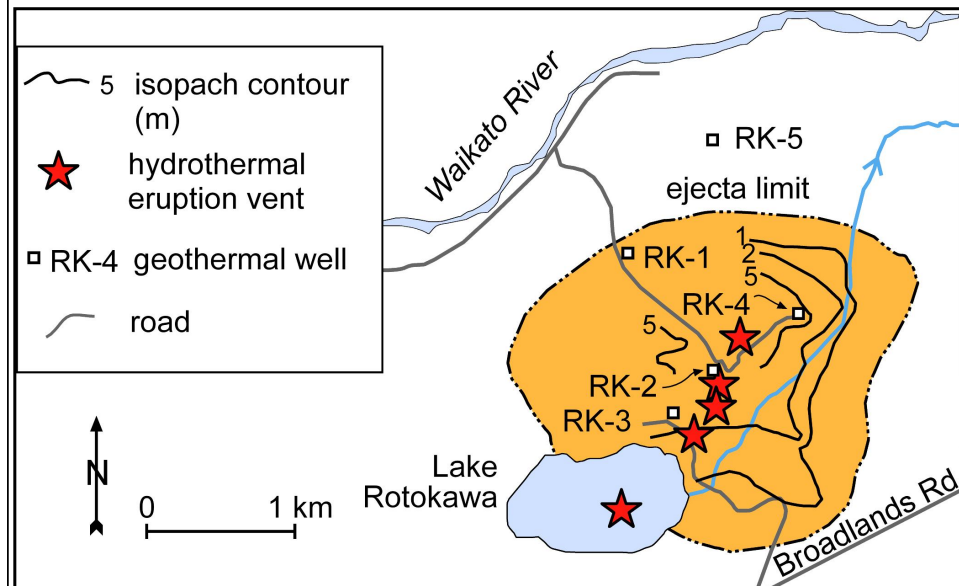 5 isopach contour
(m)
hydrothermal
eruption vent
RK-4 geothermal well
road
N
0 1 km
Waikato River
RK-5
ejecta limit
RK-1
1
2
5
RK-4
5
RK-2
RK-3
Lake
Rotokawa
Broadlands Rd